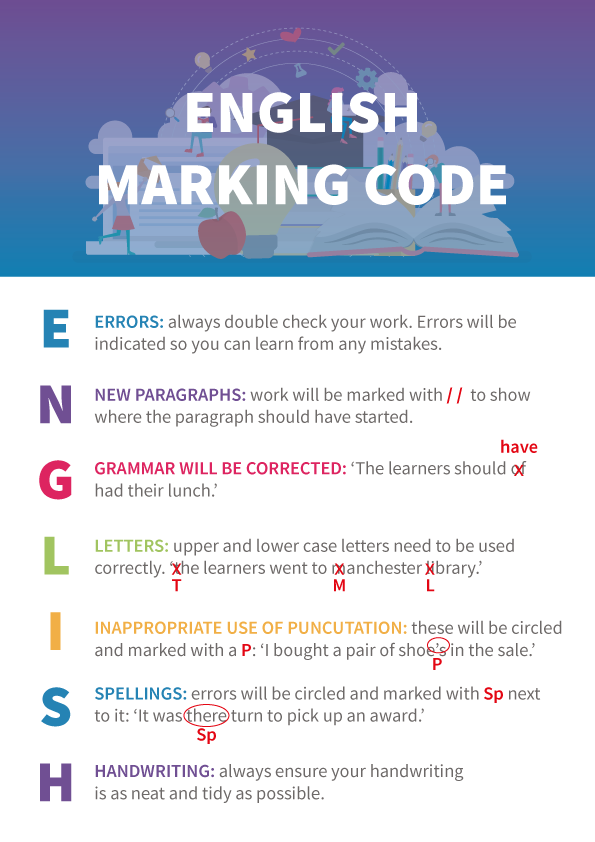 ENGLISH
MARKING CODE
E
ERRORS: always double check your work. Errors will be
indicated so you can learn from any mistakes.
N
NEW PARAGRAPHS: work will be marked with // to show
where the paragraph should have started.
have
G
GRAMMAR WILL BE CORRECTED: ‘The learners should of
x
had their lunch.’
L
LETTERS: upper and lower case letters need to be used
correctly. ‘the learners went to manchester library.’
x x x
T M L
I
INAPPROPRIATE USE OF PUNCUTATION: these will be circled
and marked with a P: ‘I bought a pair of shoe’s in the sale.’
P
S
SPELLINGS: errors will be circled and marked with Sp next
to it: ‘It was there turn to pick up an award.’
Sp
H
HANDWRITING: always ensure your handwriting
is as neat and tidy as possible.